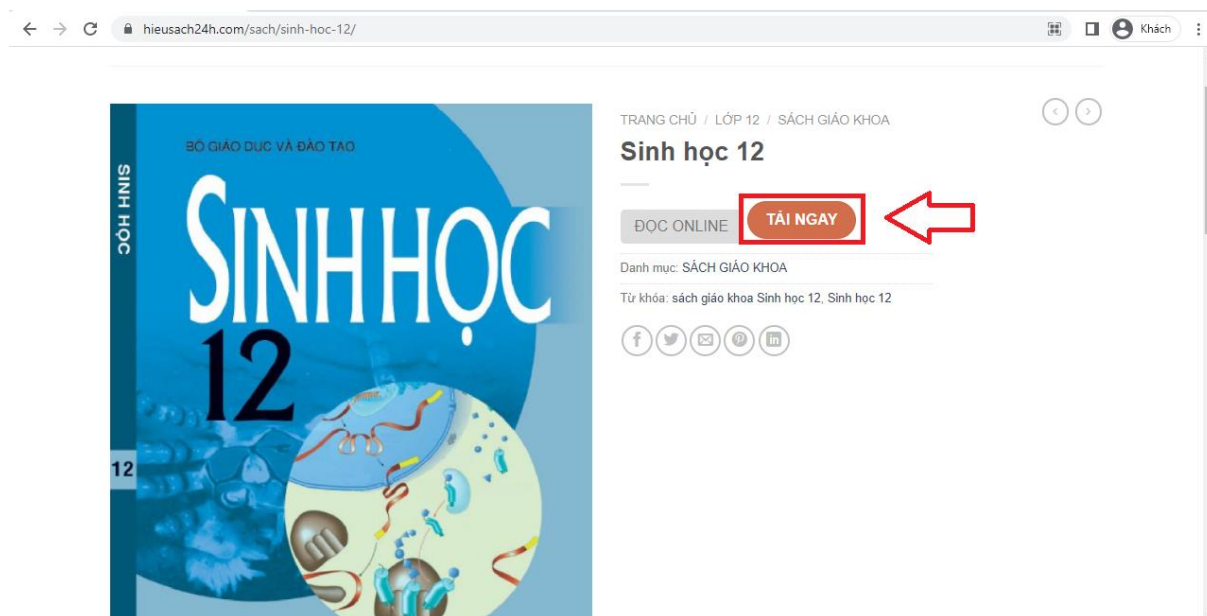 hieusach24h.com/sach/sinh-hoc-12/
Khách
BỘ GIÁO DỤC VÀ ĐÀO TẠO
SINH HỌC
SINH HỌC
12
12
TRANG CHỦ / LỚP 12 / SÁCH GIÁO KHOA
Sinh học 12
ĐỌC ONLINE
TẢI NGAY
Danh mục: SÁCH GIÁO KHOA
Từ khóa: sách giáo khoa Sinh học 12, Sinh học 12